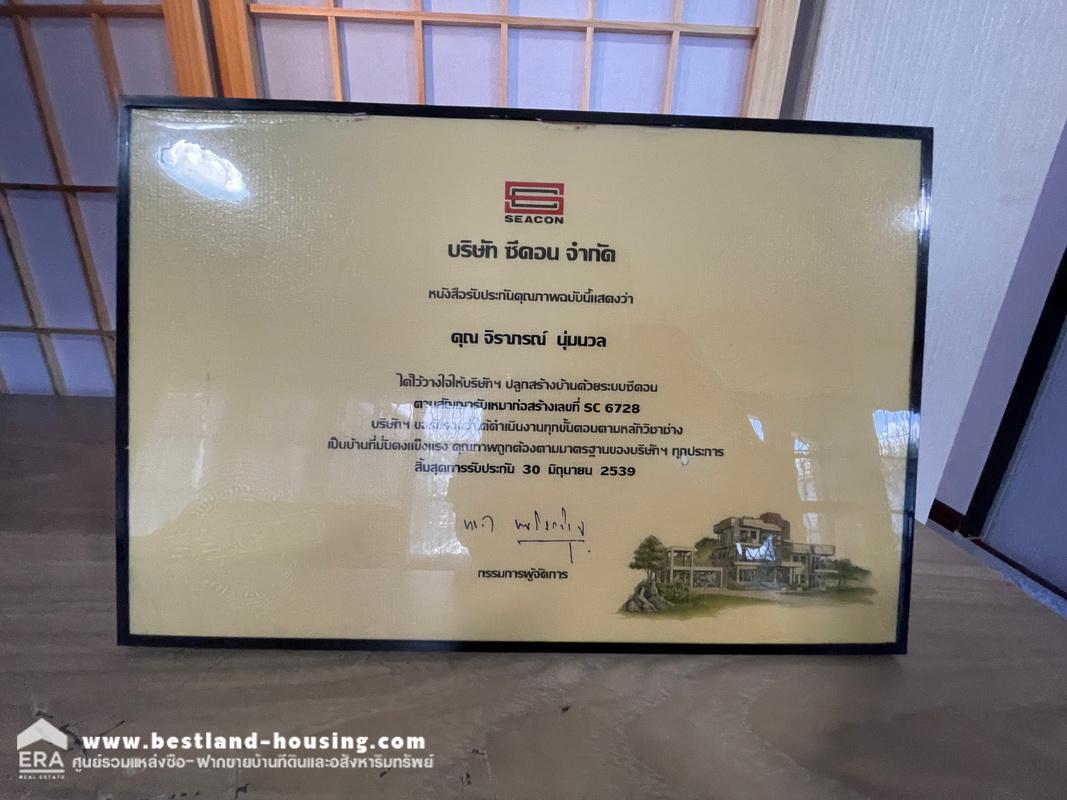 SEACON
บริษัท ซีคอน จำกัด
หนังสือรับประกันคุณภาพฉบับนี้แสดงว่า
คุณ จิราภรณ์ นุ่มนวล
ได้ไว้วางใจให้บริษัทฯ ปลูกสร้างบ้านด้วยระบบซีคอน
ตามสัญญารับเหมาก่อสร้างเลขที่ SC 6728
บริษัทฯ ขอรับรองว่าได้ดำเนินงานทุกขั้นตอนตามหลักวิชาช่าง
เป็นบ้านที่มั่นคงแข็งแรง คุณภาพถูกต้องตามมาตรฐานของบริษัทฯ ทุกประการ
สิ้นสุดการรับประกัน 30 มิถุนายน 2539
กรรมการผู้จัดการ
www.bestland-housing.com
ERA
REAL ESTATE
ศูนย์รวมแหล่งซื้อ-ฝากขายบ้านที่ดินและอสังหาริมทรัพย์